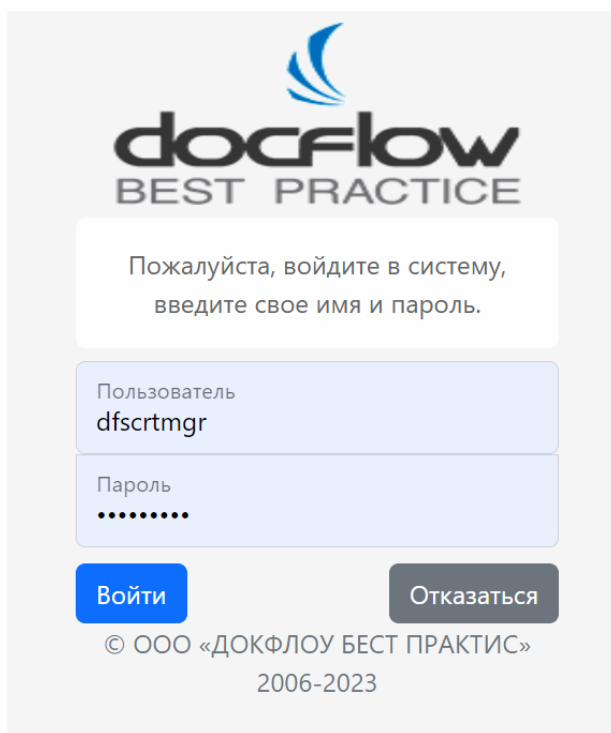 docflow
BEST PRACTICE
Пожалуйста, войдите в систему,
введите свое имя и пароль.
Пользователь
dfscrtmgr
Пароль
•••••••••
Войти
Отказаться
© ООО «ДОКФЛОУ БЕСТ ПРАКТИС»
2006-2023